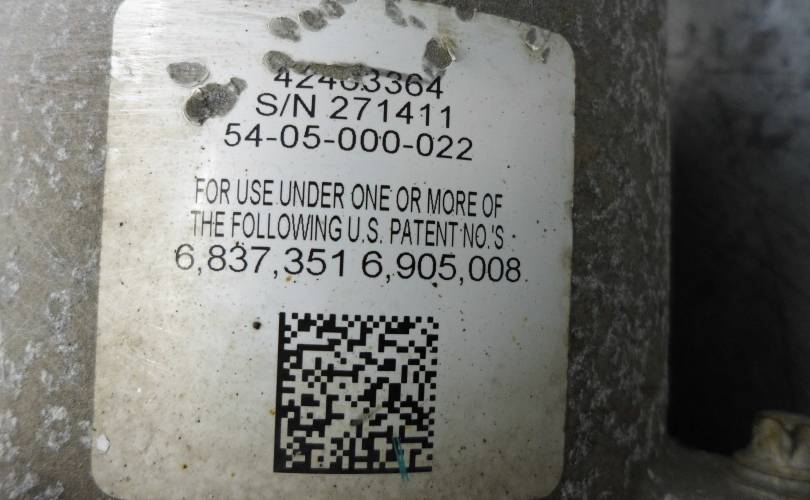 42463364
S/N 271411
54-05-000-022
FOR USE UNDER ONE OR MORE OF
THE FOLLOWING U.S. PATENT NO.'S
6,837,351 6,905,008